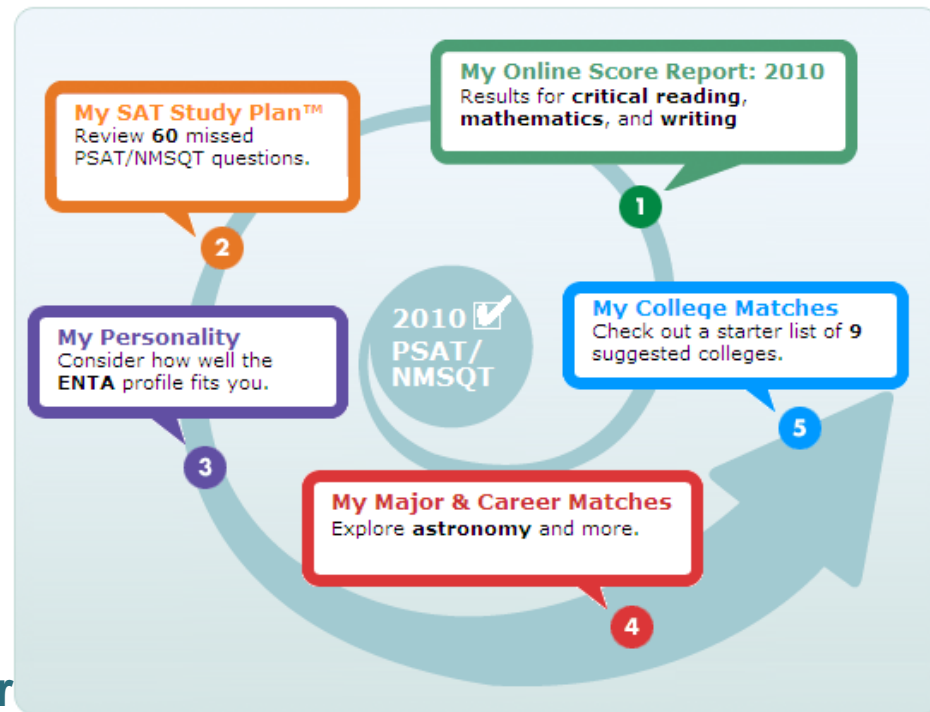 My Online Score Report: 2010
Results for critical reading,
mathematics, and writing
1
My SAT Study Plan™
Review 60 missed
PSAT/NMSQT questions.
2
My Personality
Consider how well the
ENTA profile fits you.
3
2010
PSAT/
NMSQT
My Major & Career Matches
Explore astronomy and more.
4
My College Matches
Check out a starter list of 9
suggested colleges.
5
r